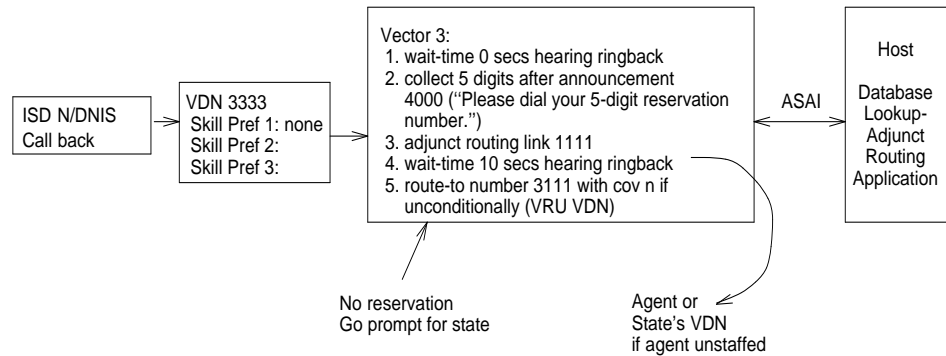 ISD N/DNIS
Call back
VDN 3333
Skill Pref 1: none
Skill Pref 2:
Skill Pref 3:
Vector 3:
1. wait-time 0 secs hearing ringback
2. collect 5 digits after announcement
4000 (‘‘Please dial your 5-digit reservation
number.’’)
3. adjunct routing link 1111
4. wait-time 10 secs hearing ringback
5. route-to number 3111 with cov n if
unconditionally (VRU VDN)
ASAI
Host
Database
Lookup-
Adjunct
Routing
Application
No reservation
Go prompt for state
Agent or
State's VDN
if agent unstaffed